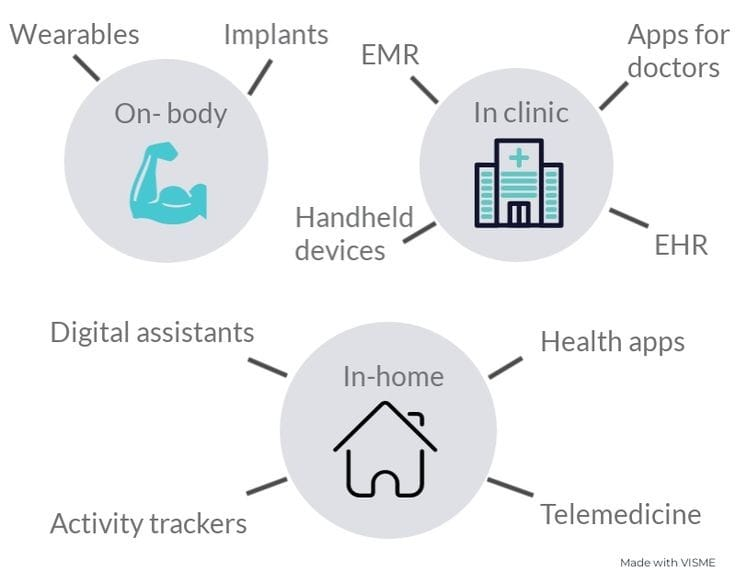 Wearables
Implants
On- body
EMR
Apps for
doctors
In clinic
Handheld
devices
EHR
Digital assistants
Health apps
In-home
Activity trackers
Telemedicine
Made with VISME